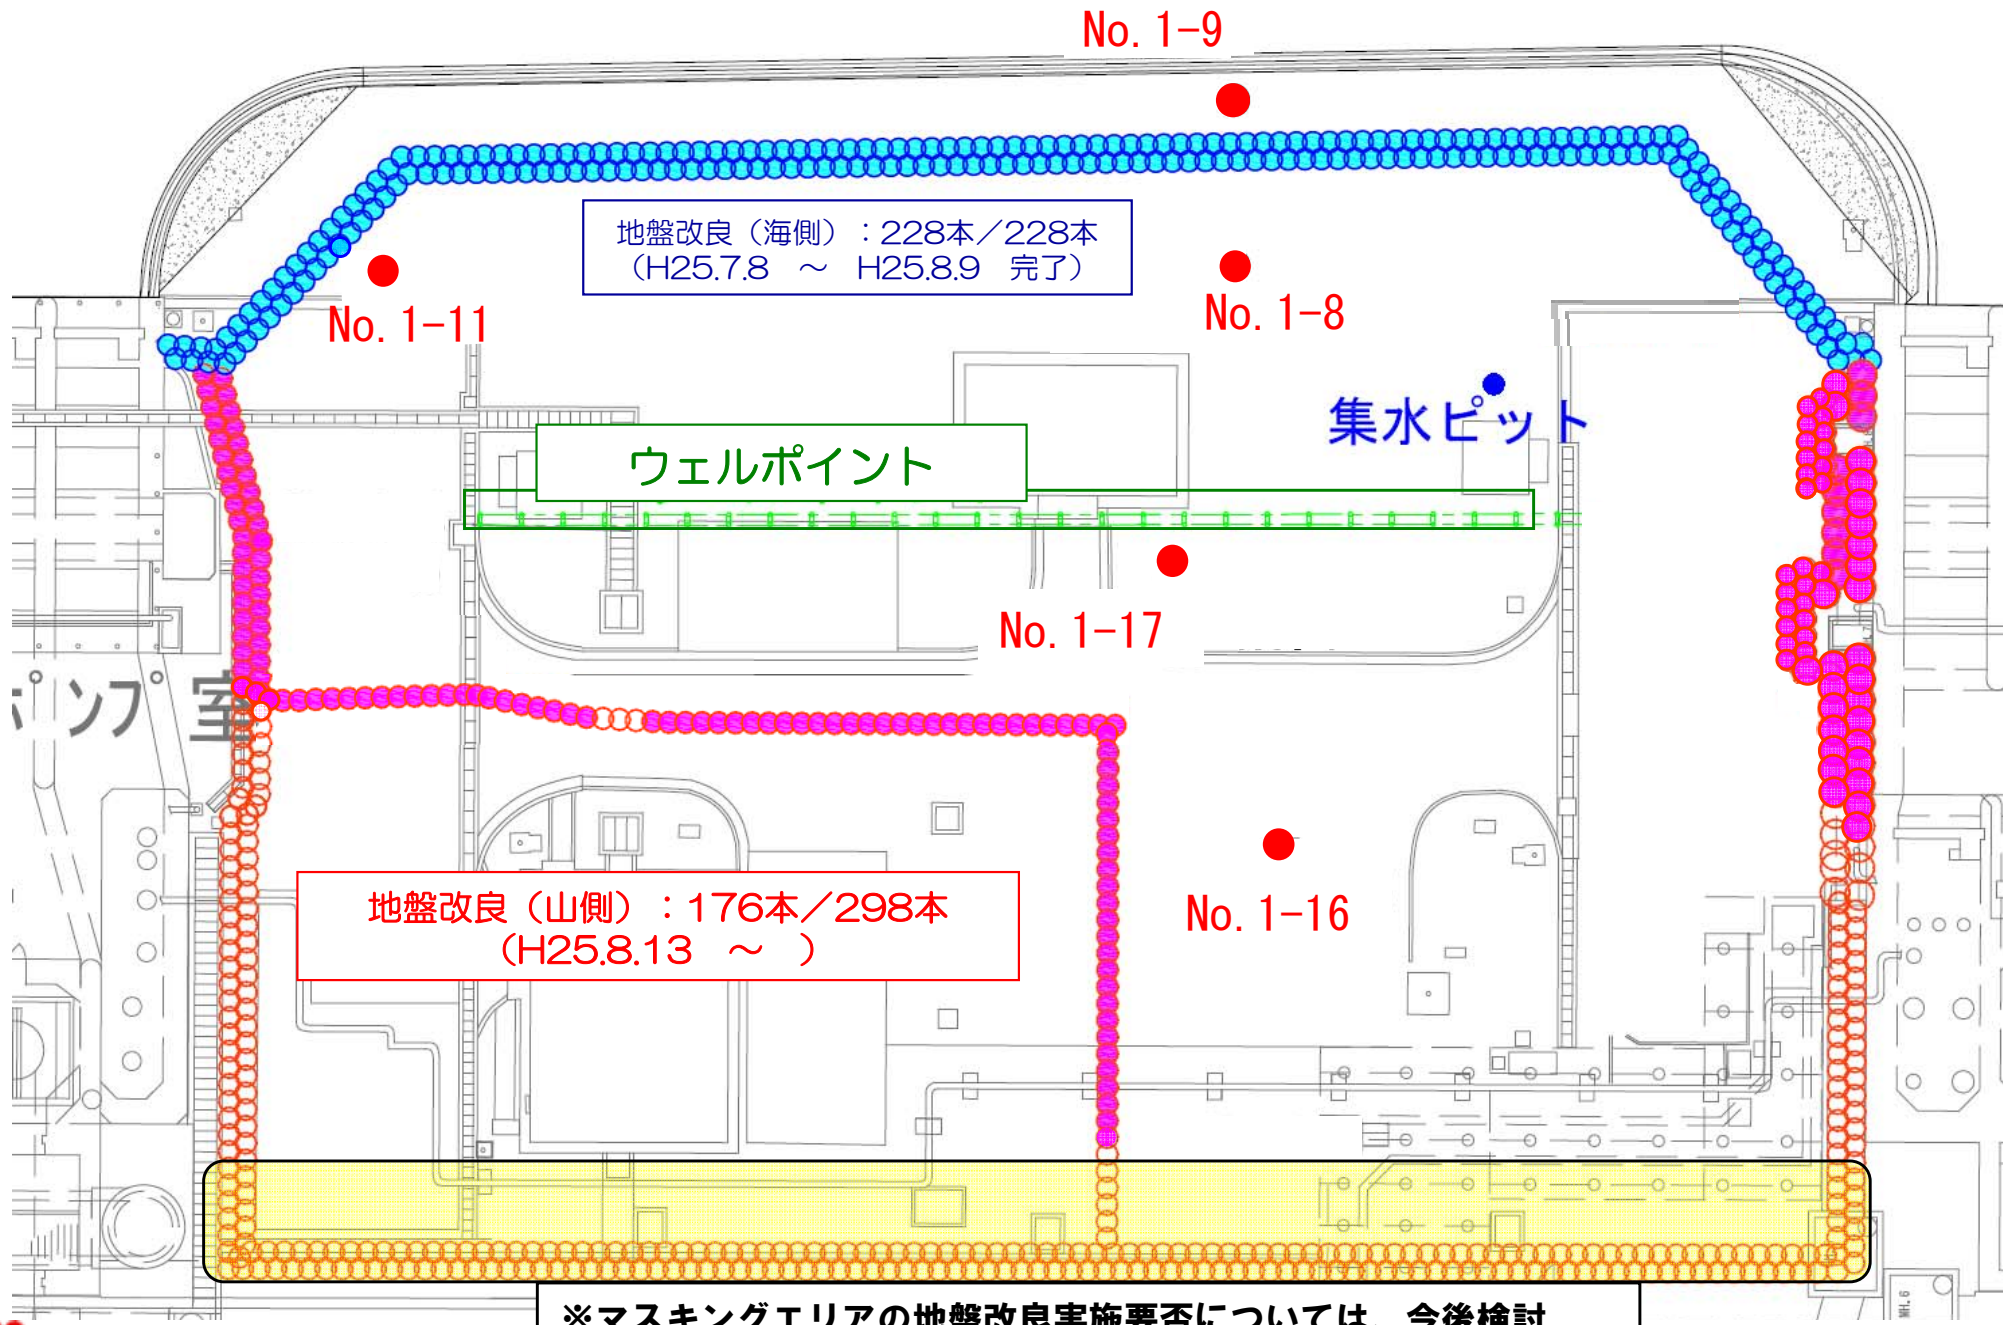 No.1-9
地盤改良（海側）：228本／228本
（H25.7.8　～　H25.8.9　完了）
No.1-11
No.1-8
集水ピット
ウェルポイント
No.1-17
ポンプ室
No.1-16
地盤改良（山側）：176本／298本
（H25.8.13　～　）
※マスキングエリアの地盤改良実施要否については、今後検討
MH.6